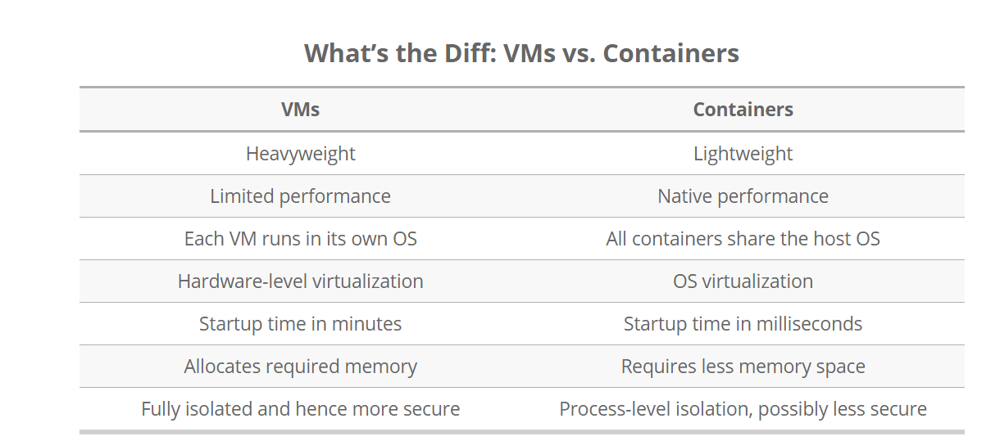 What’s the Diff: VMs vs. Containers
VMs Containers
Heavyweight Lightweight
Limited performance Native performance
Each VM runs in its own OS All containers share the host OS
Hardware-level virtualization OS virtualization
Startup time in minutes Startup time in milliseconds
Allocates required memory Requires less memory space
Fully isolated and hence more secure Process-level isolation, possibly less secure